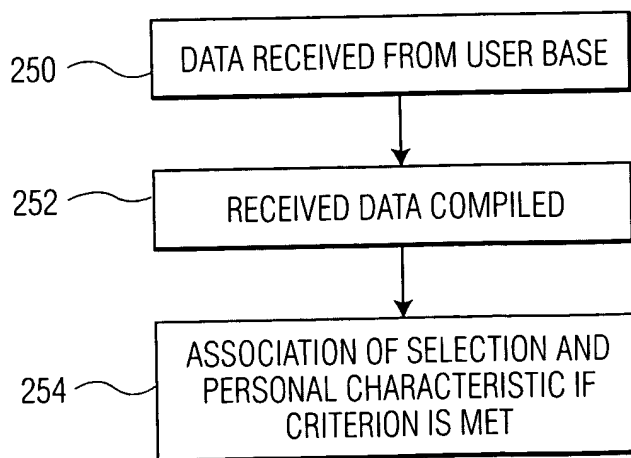 250
DATA RECEIVED FROM USER BASE
252
RECEIVED DATA COMPILED
254
ASSOCIATION OF SELECTION AND
PERSONAL CHARACTERISTIC IF
CRITERION IS MET